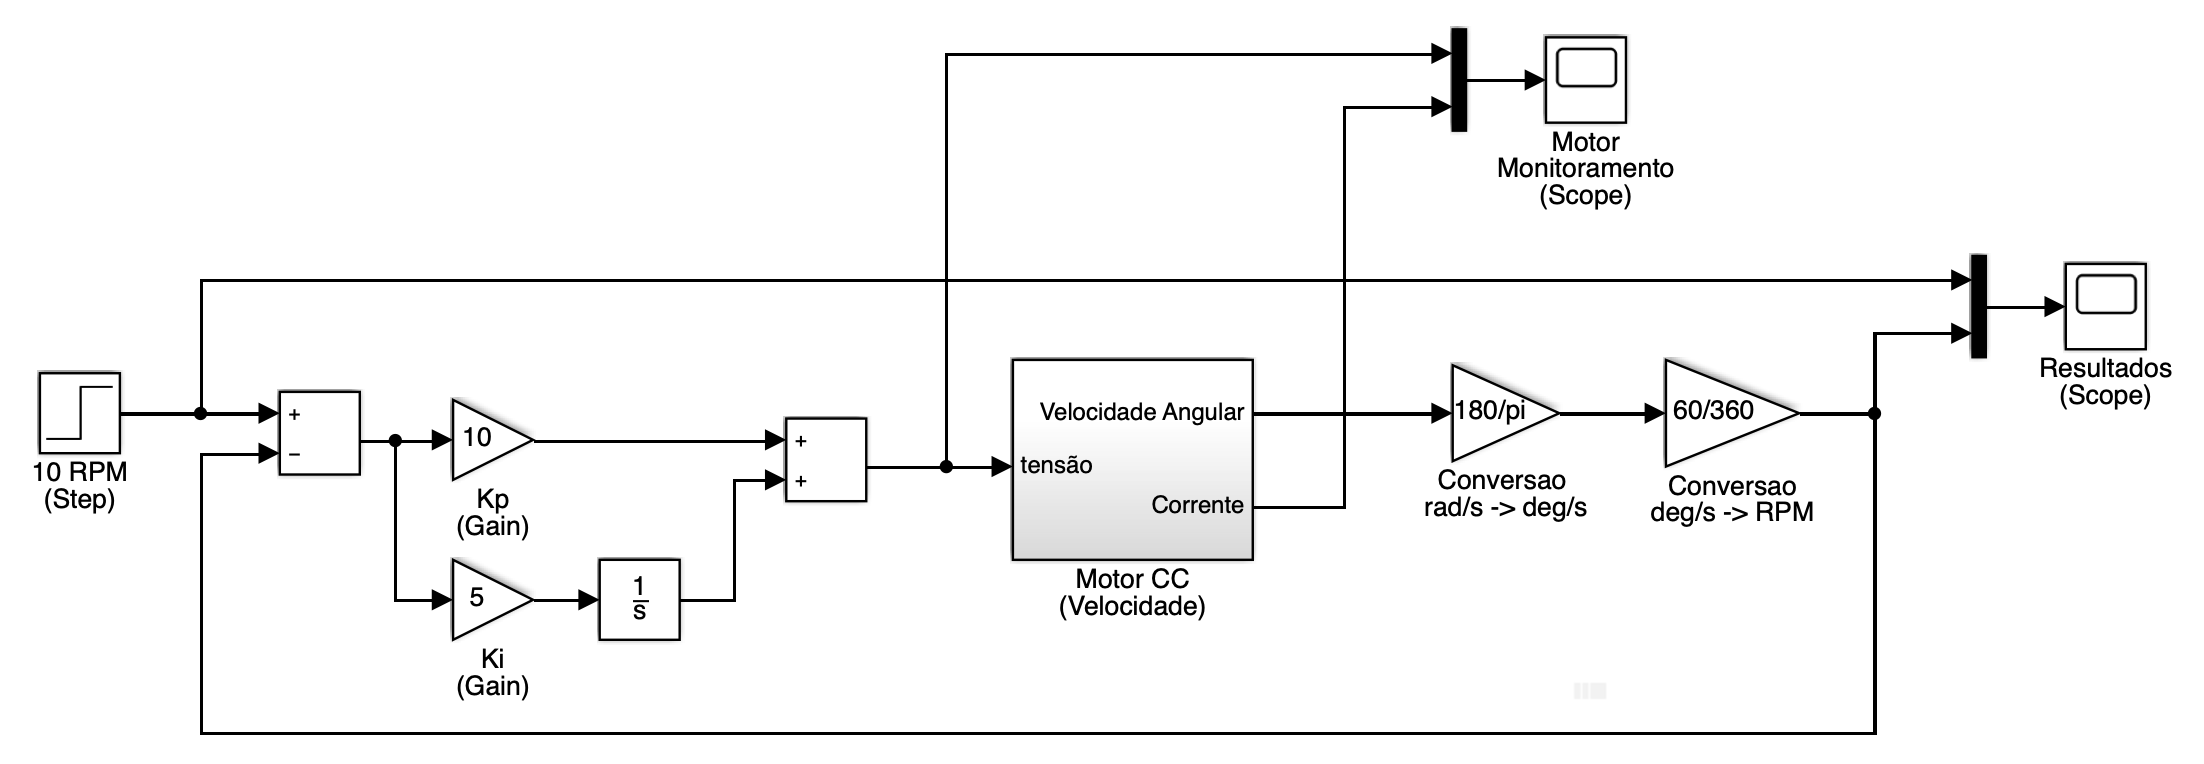 Motor
Monitoramento
(Scope)
Resultados
(Scope)
10 RPM
(Step)
+
−
10
Kp
(Gain)
5
Ki
(Gain)
1
s
+
+
Velocidade Angular
tensão
Corrente
Motor CC
(Velocidade)
180/pi
Conversao
rad/s -> deg/s
60/360
Conversao
deg/s -> RPM